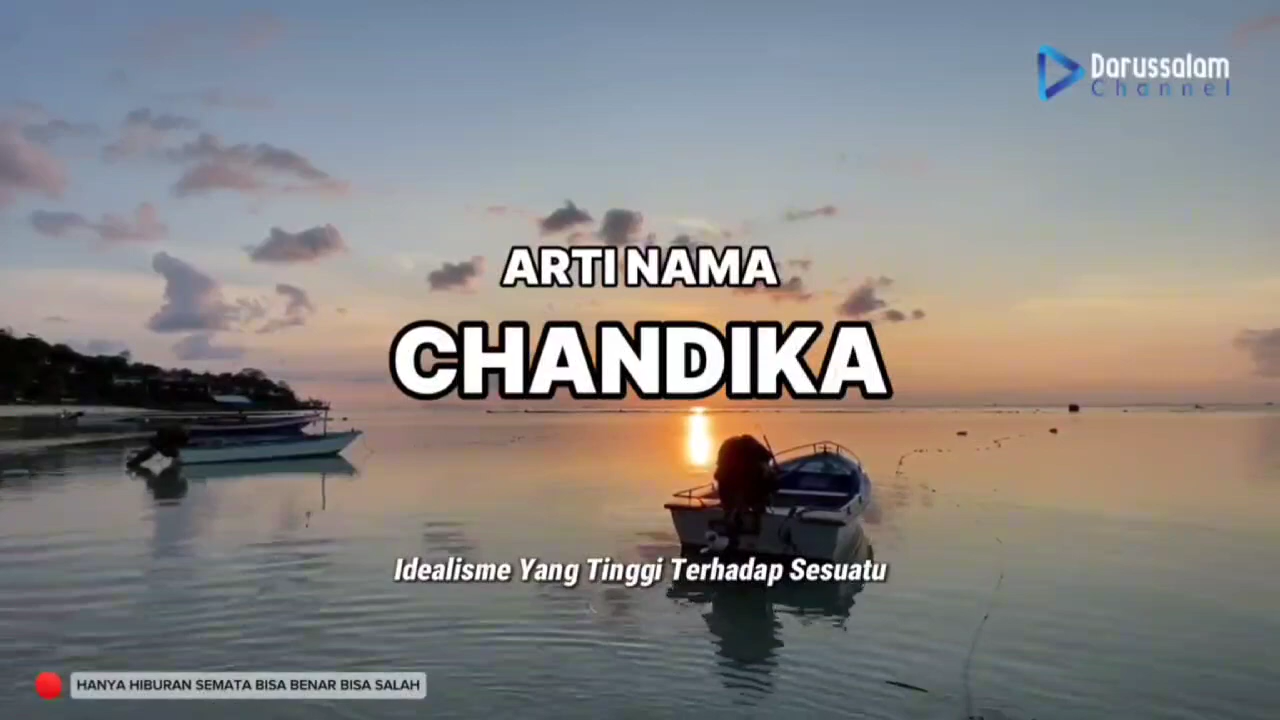 Darussalam
Channel
ARTI NAMA
CHANDIKA
Idealisme Yang Tinggi Terhadap Sesuatu
HANYA HIBURAN SEMATA BISA BENAR BISA SALAH